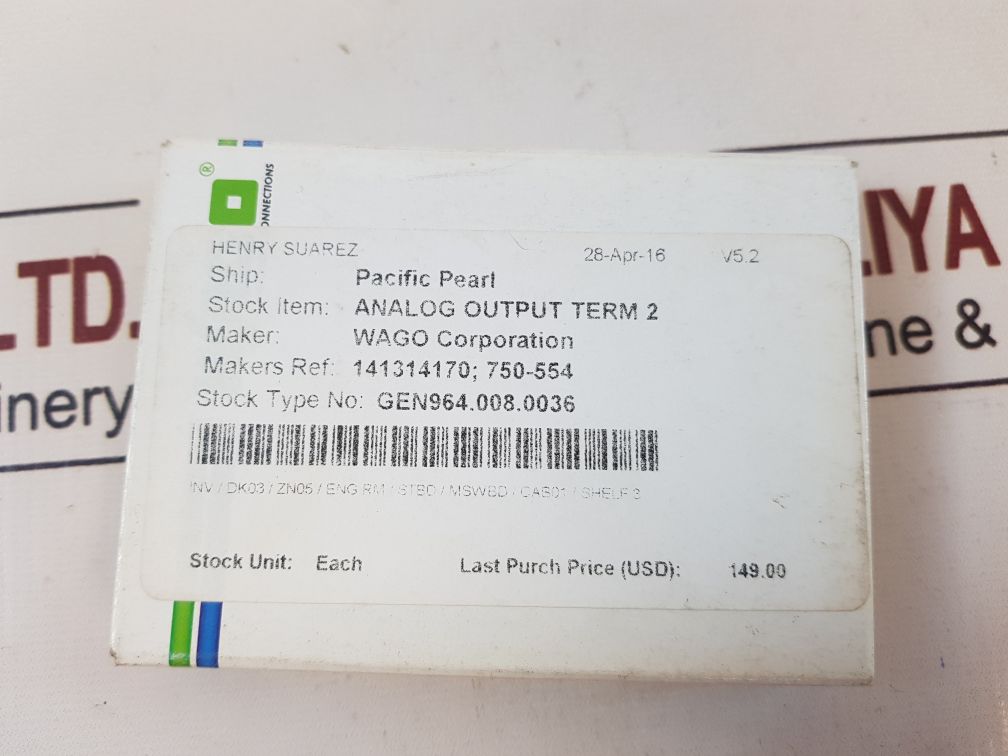 ®
ONNECTIONS
HENRY SUAREZ 28-Apr-16 V5.2
Ship: Pacific Pearl
Stock Item: ANALOG OUTPUT TERM 2
Maker: WAGO Corporation
Makers Ref: 141314170; 750-554
Stock Type No: GEN964.008.0036
INV / DK03 / ZN05 / ENG RM / STBD / MSWBD / CAB01 / SHELF 3
Stock Unit: Each Last Purch Price (USD): 149.00
LTD.
inery
LIYA
ne &